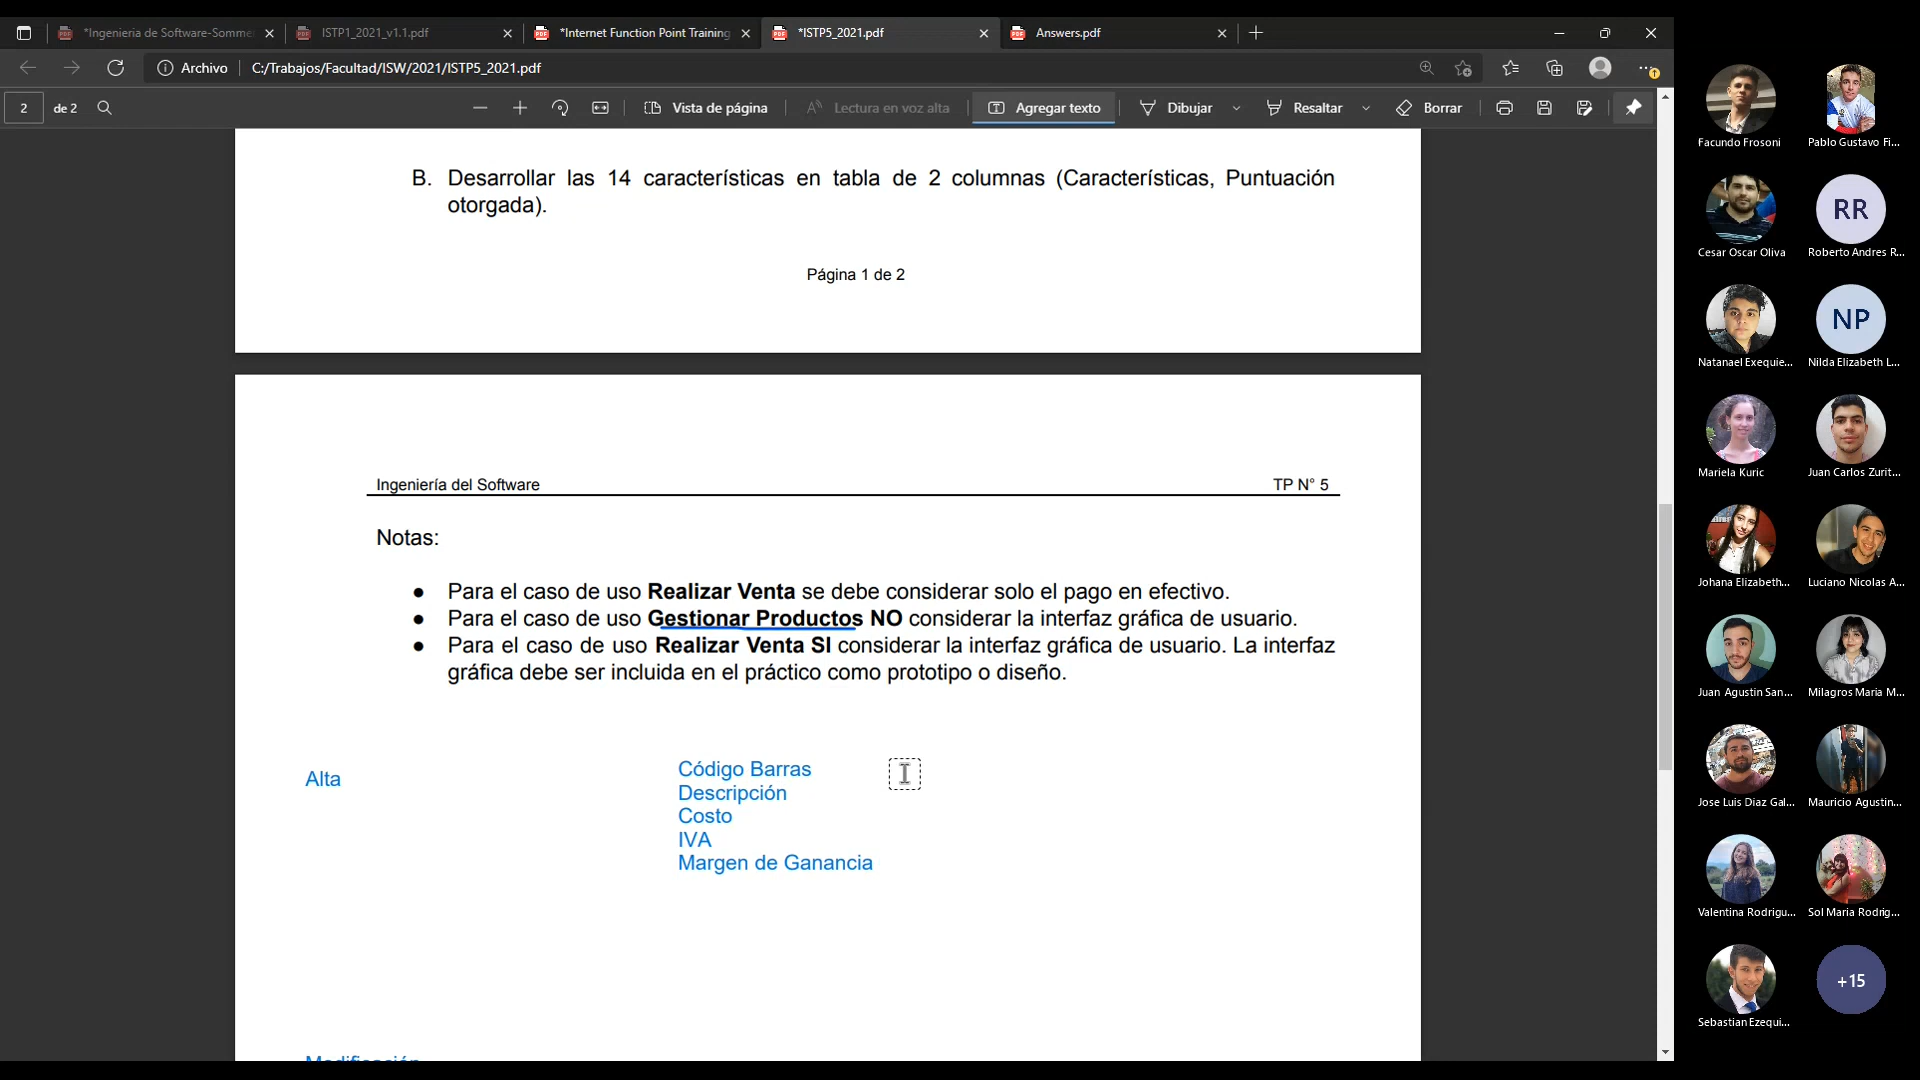 *Ingenieria de Software-Somme
ISTP1_2021_v1.1.pdf
*Internet Function Point Training
*ISTP5_2021.pdf
Answers.pdf
Archivo
C:/Trabajos/Facultad/ISW/2021/ISTP5_2021.pdf
2
de 2
Vista de página
Lectura en voz alta
Agregar texto
Dibujar
Resaltar
Borrar
B. Desarrollar las 14 características en tabla de 2 columnas (Características, Puntuación
otorgada).
Página 1 de 2
Ingeniería del Software
TP N° 5
Notas:
● Para el caso de uso Realizar Venta se debe considerar solo el pago en efectivo.
● Para el caso de uso Gestionar Productos NO considerar la interfaz gráfica de usuario.
● Para el caso de uso Realizar Venta SI considerar la interfaz gráfica de usuario. La interfaz
gráfica debe ser incluida en el práctico como prototipo o diseño.
Alta
Código Barras
Descripción
Costo
IVA
Margen de Ganancia
Modificación
Facundo Frosoni
Pablo Gustavo Fi...
Cesar Oscar Oliva
RR
Roberto Andres R...
Natanael Exequie...
NP
Nilda Elizabeth L...
Mariela Kuric
Juan Carlos Zurit...
Johana Elizabeth...
Luciano Nicolas A...
Juan Agustin San...
Milagros Maria M...
Jose Luis Diaz Gal...
Mauricio Agustin...
Valentina Rodrigu...
Sol Maria Rodrig...
Sebastian Ezequi...
+15